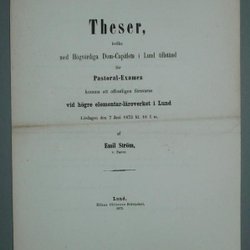 Theser,
hvilka
med Högvördiga Dom-Capitlets i Lund tillstånd
för
Pastoral-Examen
komma att offentligen försvaras
vid högre elementar-läroverket i Lund
Lördagen den 7 Juni 1873 kl. 10 f. m.
af
Emil Ström,
v. Pastor.
Lund,
1873.